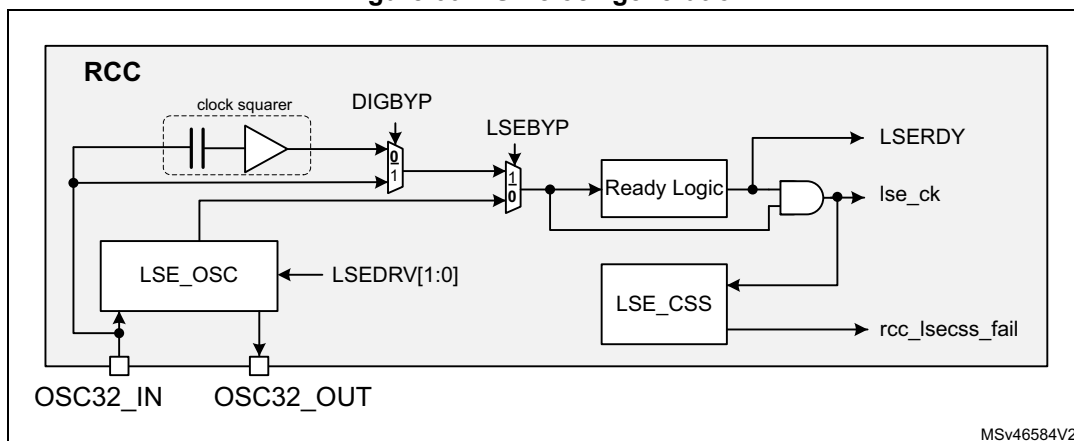 RCC
clock squarer
DIGBYP
LSEBYP
0
1
1
0
Ready Logic
LSERDY
lse_ck
LSE_OSC
LSEDRV[1:0]
LSE_CSS
rcc_lsecss_fail
OSC32_IN
OSC32_OUT
MSv46584V2